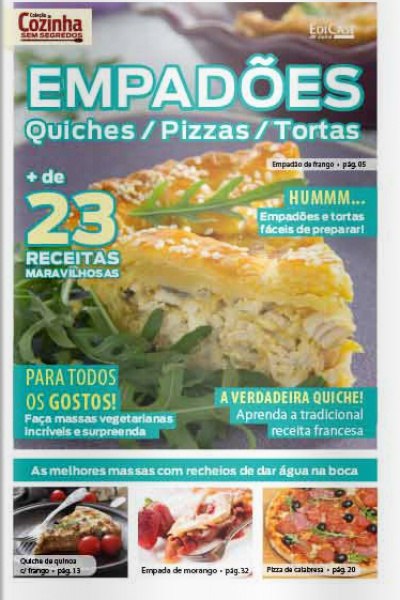 Coleção
Cozinha
SEM SEGREDOS
EDICASE
EMPADÕES
Quiches / Pizzas / Tortas
Empadão de frango • pág. 05
+ de
23
RECEITAS
MARAVILHOSAS
HUMMM...
Empadões e tortas
fáceis de preparar!
PARA TODOS
OS GOSTOS!
Faça massas vegetarianas
incríveis e surpreenda
A VERDADEIRA QUICHE!
Aprenda a tradicional
receita francesa
As melhores massas com recheios de dar água na boca
Quiche de quinoa
c/ frango • pág. 13
Empada de morango • pág. 32
Pizza de calabresa • pág. 20